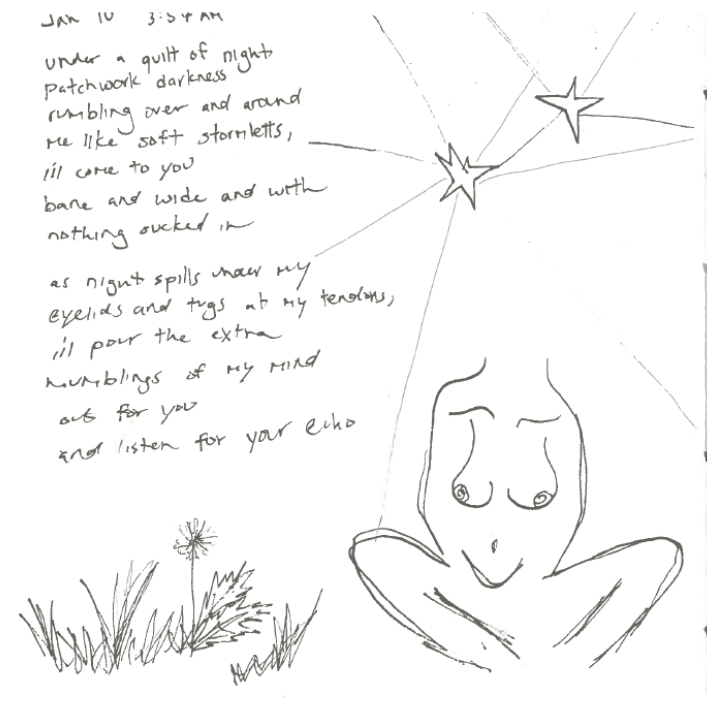 Jan 10 3:54 AM
under a quilt of night
patchwork darkness
rumbling over and around
me like soft stormletts,
i'll come to you
bare and wide and with
nothing sucked in
as night spills under my
eyelids and tugs at my tendons,
i'll pour the extra
mumblings of my mind
out for you
and listen for your echo